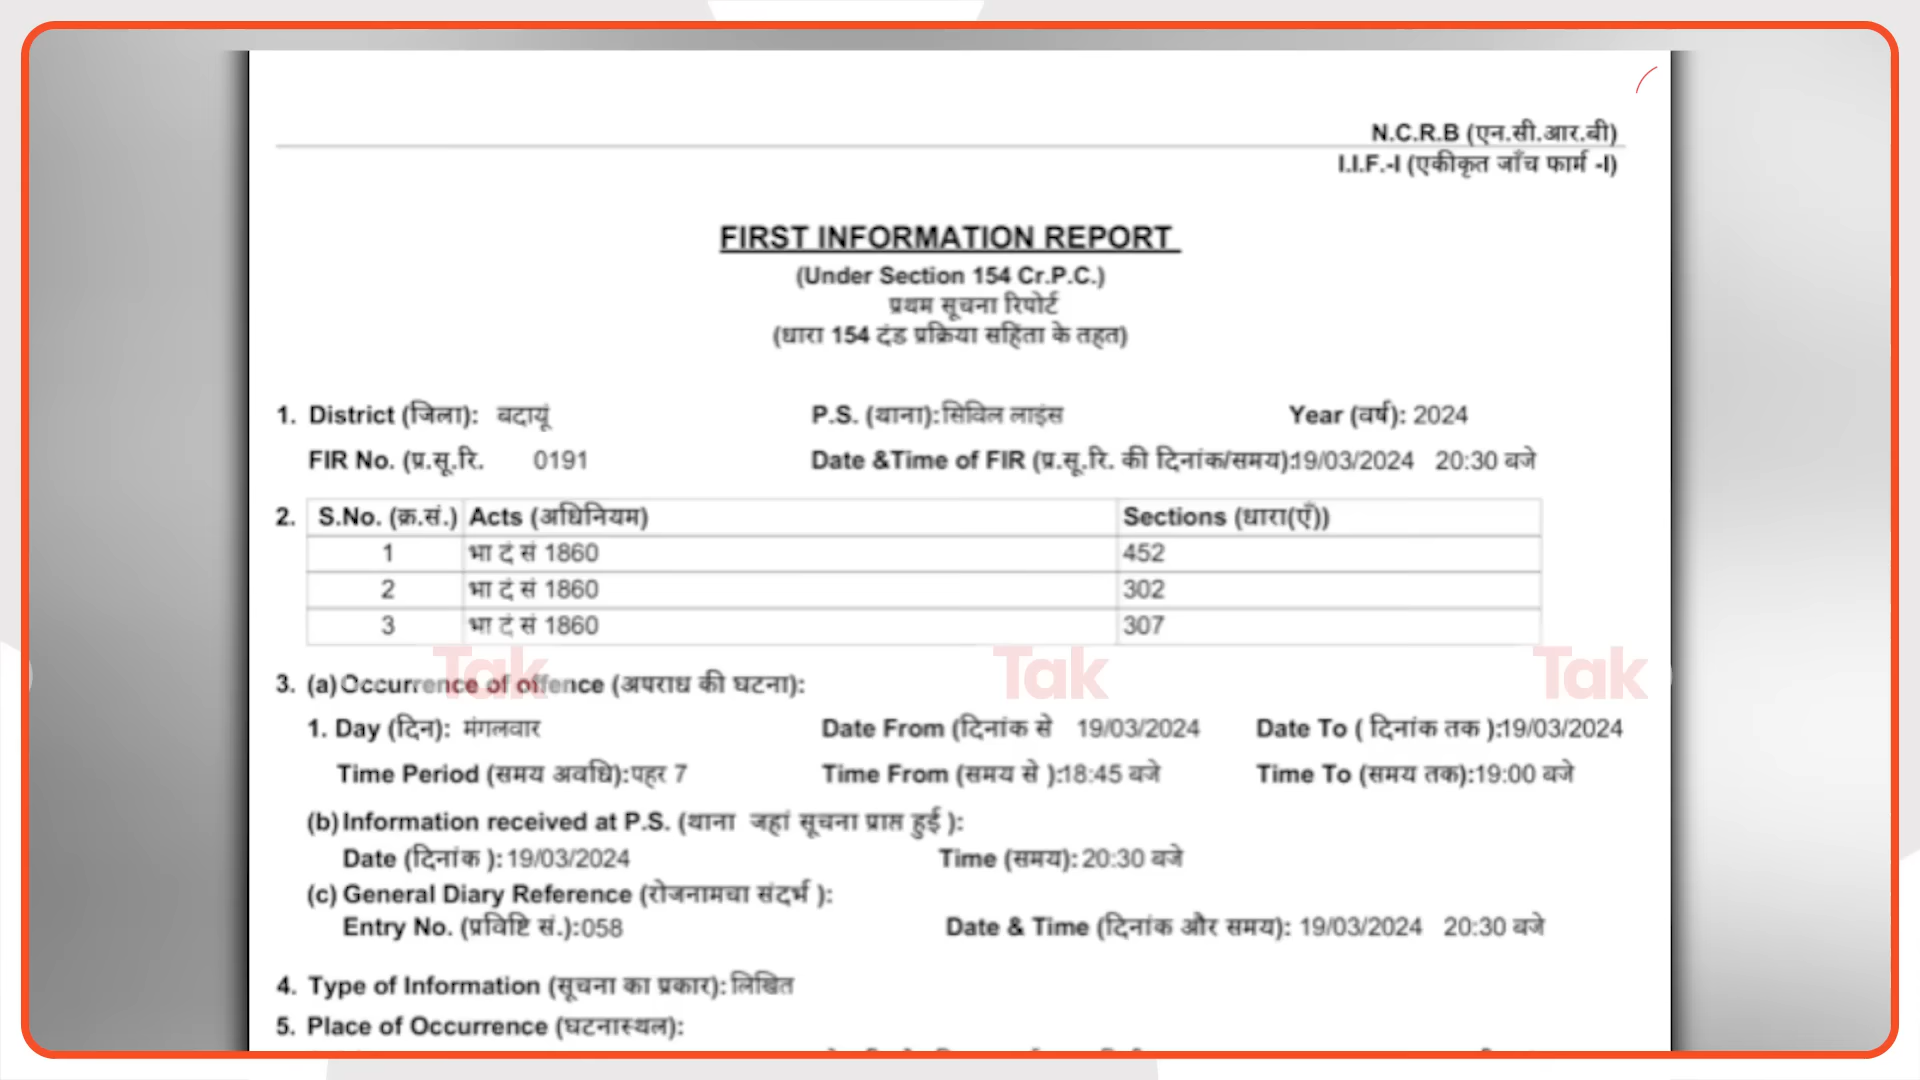 N.C.R.B (एन.सी.आर.बी)
I.I.F.-I (एकीकृत जाँच फार्म -I)
FIRST INFORMATION REPORT
(Under Section 154 Cr.P.C.)
प्रथम सूचना रिपोर्ट
(धारा 154 दंड प्रक्रिया सहिंता के तहत)
1. District (जिला): बदायूं P.S. (थाना):सिविल लाइंस Year (वर्ष): 2024
FIR No. (प्र.सू.रि. 0191 Date &Time of FIR (प्र.सू.रि. की दिनांक/समय):19/03/2024 20:30 बजे
2. S.No. (क्र.सं.) Acts (अधिनियम) Sections (धारा(एँ))
1 भा दं सं 1860 452
2 भा दं सं 1860 302
3 भा दं सं 1860 307
Tak Tak Tak
3. (a) Occurrence of offence (अपराध की घटना):
1. Day (दिन): मंगलवार Date From (दिनांक से 19/03/2024 Date To ( दिनांक तक ):19/03/2024
Time Period (समय अवधि):पहर 7 Time From (समय से ):18:45 बजे Time To (समय तक):19:00 बजे
(b) Information received at P.S. (थाना जहां सूचना प्राप्त हुई ):
Date (दिनांक ): 19/03/2024 Time (समय): 20:30 बजे
(c) General Diary Reference (रोजनामचा संदर्भ ):
Entry No. (प्रविष्टि सं.):058 Date & Time (दिनांक और समय): 19/03/2024 20:30 बजे
4. Type of Information (सूचना का प्रकार): लिखित
5. Place of Occurrence (घटनास्थल):